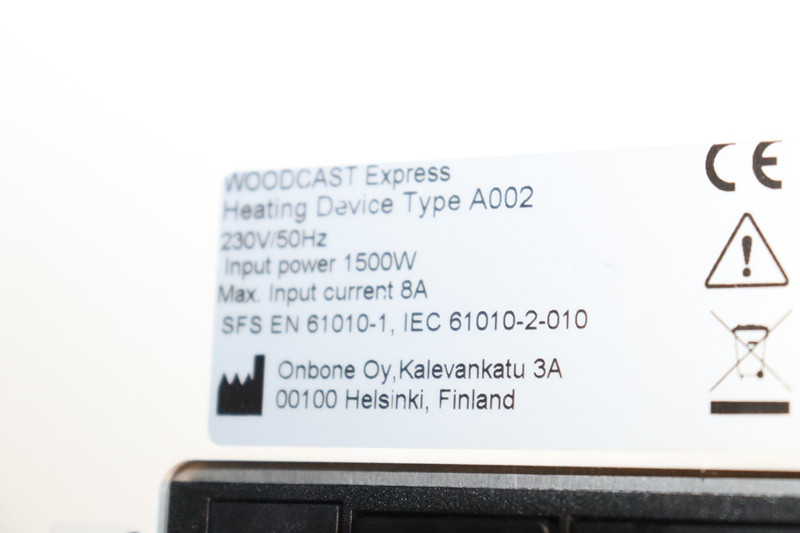 WOODCAST Express
Heating Device Type A002
230V/50Hz
Input power 1500W
Max. Input current 8A
SFS EN 61010-1, IEC 61010-2-010
Onbone Oy, Kalevankatu 3A
00100 Helsinki, Finland
CE